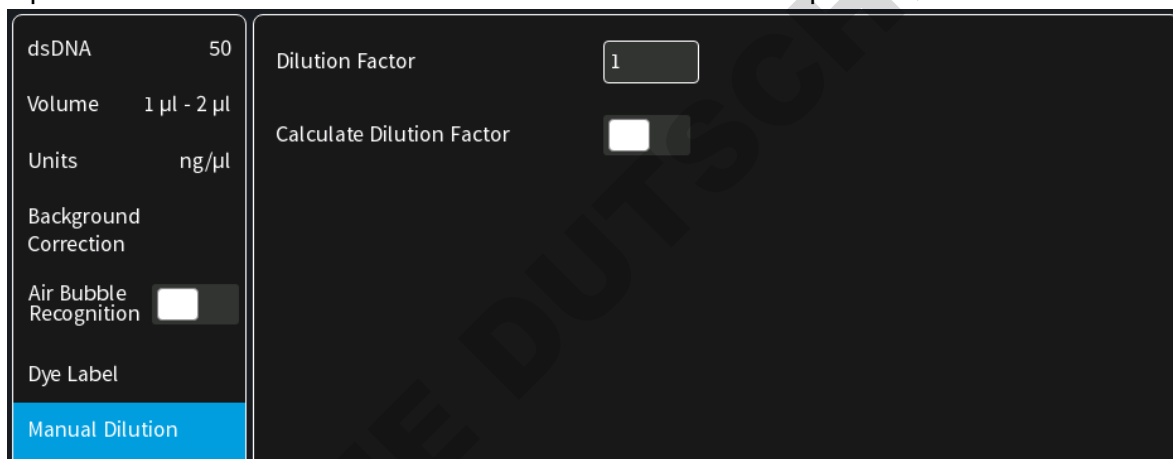 dsDNA 50
Volume 1 µl - 2 µl
Units ng/µl
Background
Correction
Air Bubble
Recognition
Dye Label
Manual Dilution
Dilution Factor 1
Calculate Dilution Factor